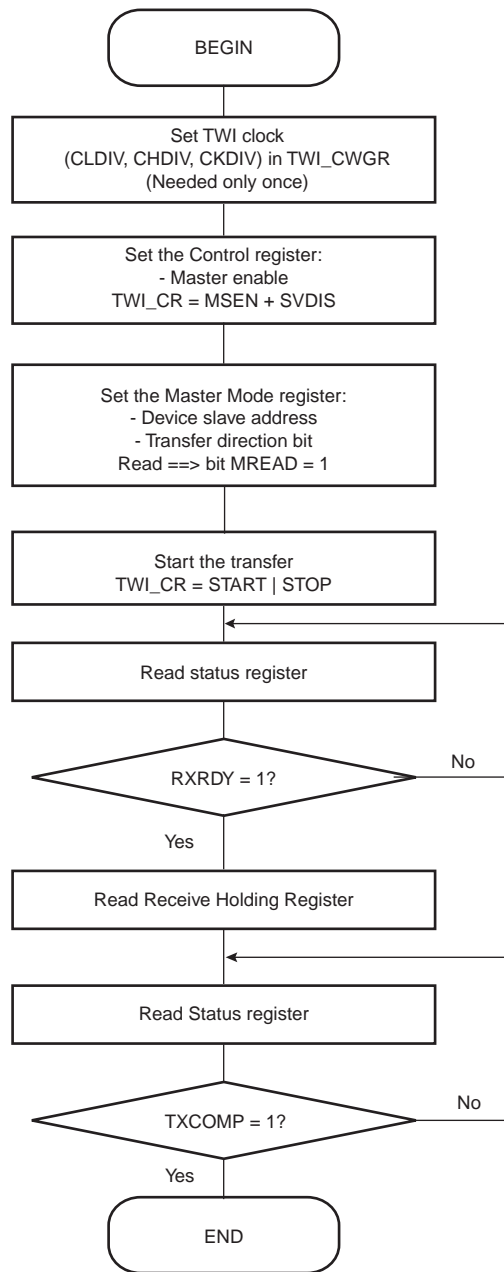 BEGIN
Set TWI clock
(CLDIV, CHDIV, CKDIV) in TWI_CWGR
(Needed only once)
Set the Control register:
- Master enable
TWI_CR = MSEN + SVDIS
Set the Master Mode register:
- Device slave address
- Transfer direction bit
Read ==> bit MREAD = 1
Start the transfer
TWI_CR = START | STOP
Read status register
RXRDY = 1?
No
Yes
Read Receive Holding Register
Read Status register
TXCOMP = 1?
No
Yes
END